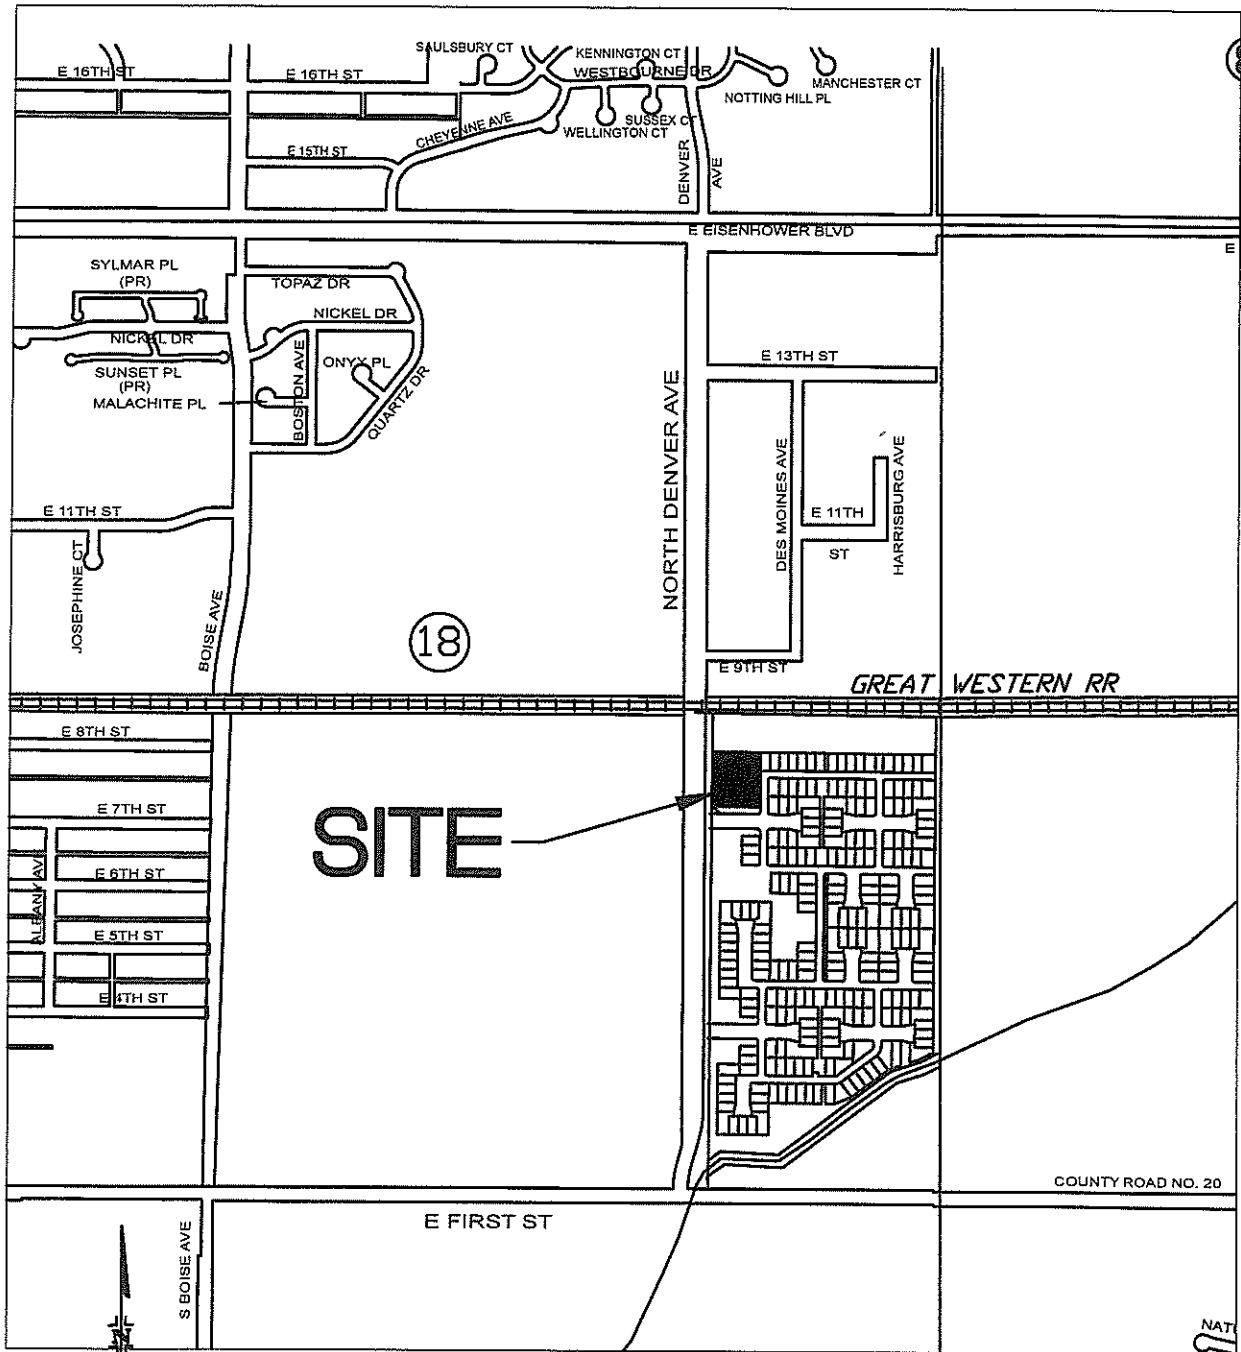 SAULSBURY CT
KENNINGTON CT
E 16TH ST
E 16TH ST
WESTBOURNE DR
MANCHESTER CT
NOTTING HILL PL
SUSSEX CT
CHEYENNE AVE
WELLINGTON CT
E 15TH ST
DENVER
AVE
E EISENHOWER BLVD
E
SYLMAR PL
(PR)
TOPAZ DR
NICKEL DR
NICKEL DR
E 13TH ST
ONYX PL
SUNSET PL
(PR)
MALACHITE PL
BOSTON AVE
QUARTZ DR
NORTH DENVER AVE
DES MOINES AVE
HARRISBURG AVE
E 11TH ST
E 11TH
ST
JOSEPHINE CT
BOISE AVE
18
E 9TH ST
GREAT WESTERN RR
E 8TH ST
E 7TH ST
SITE
E 6TH ST
ALBANY AVE
E 5TH ST
E 4TH ST
COUNTY ROAD NO. 20
E FIRST ST
S BOISE AVE
NAT